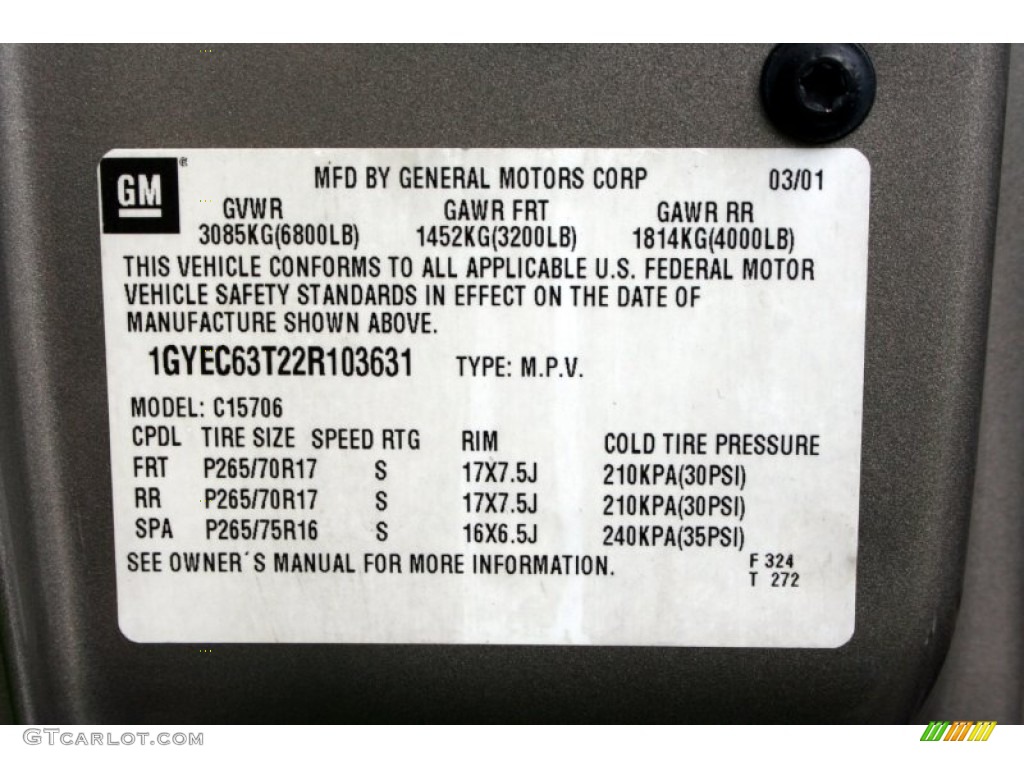 GM ®
MFD BY GENERAL MOTORS CORP 03/01
GVWR GAWR FRT GAWR RR
3085KG(6800LB) 1452KG(3200LB) 1814KG(4000LB)
THIS VEHICLE CONFORMS TO ALL APPLICABLE U.S. FEDERAL MOTOR
VEHICLE SAFETY STANDARDS IN EFFECT ON THE DATE OF
MANUFACTURE SHOWN ABOVE.
1GYEC63T22R103631 TYPE: M.P.V.
MODEL: C15706
CPDL TIRE SIZE SPEED RTG RIM COLD TIRE PRESSURE
FRT P265/70R17 S 17X7.5J 210KPA(30PSI)
RR P265/70R17 S 17X7.5J 210KPA(30PSI)
SPA P265/75R16 S 16X6.5J 240KPA(35PSI)
SEE OWNER'S MANUAL FOR MORE INFORMATION.
F 324
T 272
GTCARLOT.COM